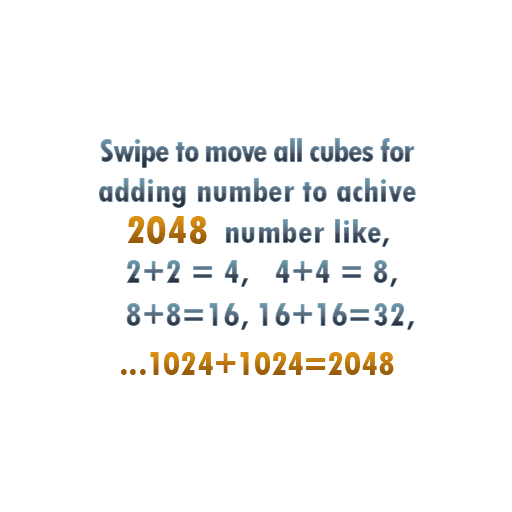 Swipe to move all cubes for
adding number to achive
2048 number like,
2+2 = 4, 4+4 = 8,
8+8=16, 16+16=32,
...1024+1024=2048